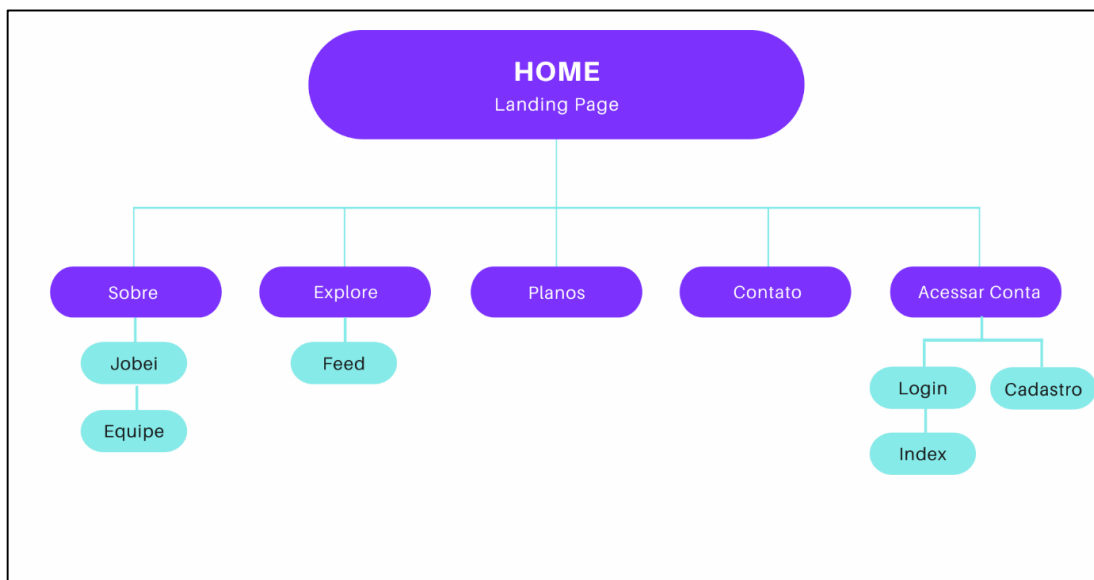 HOME
Landing Page
Sobre
Explore
Planos
Contato
Acessar Conta
Jobei
Feed
Login
Cadastro
Equipe
Index